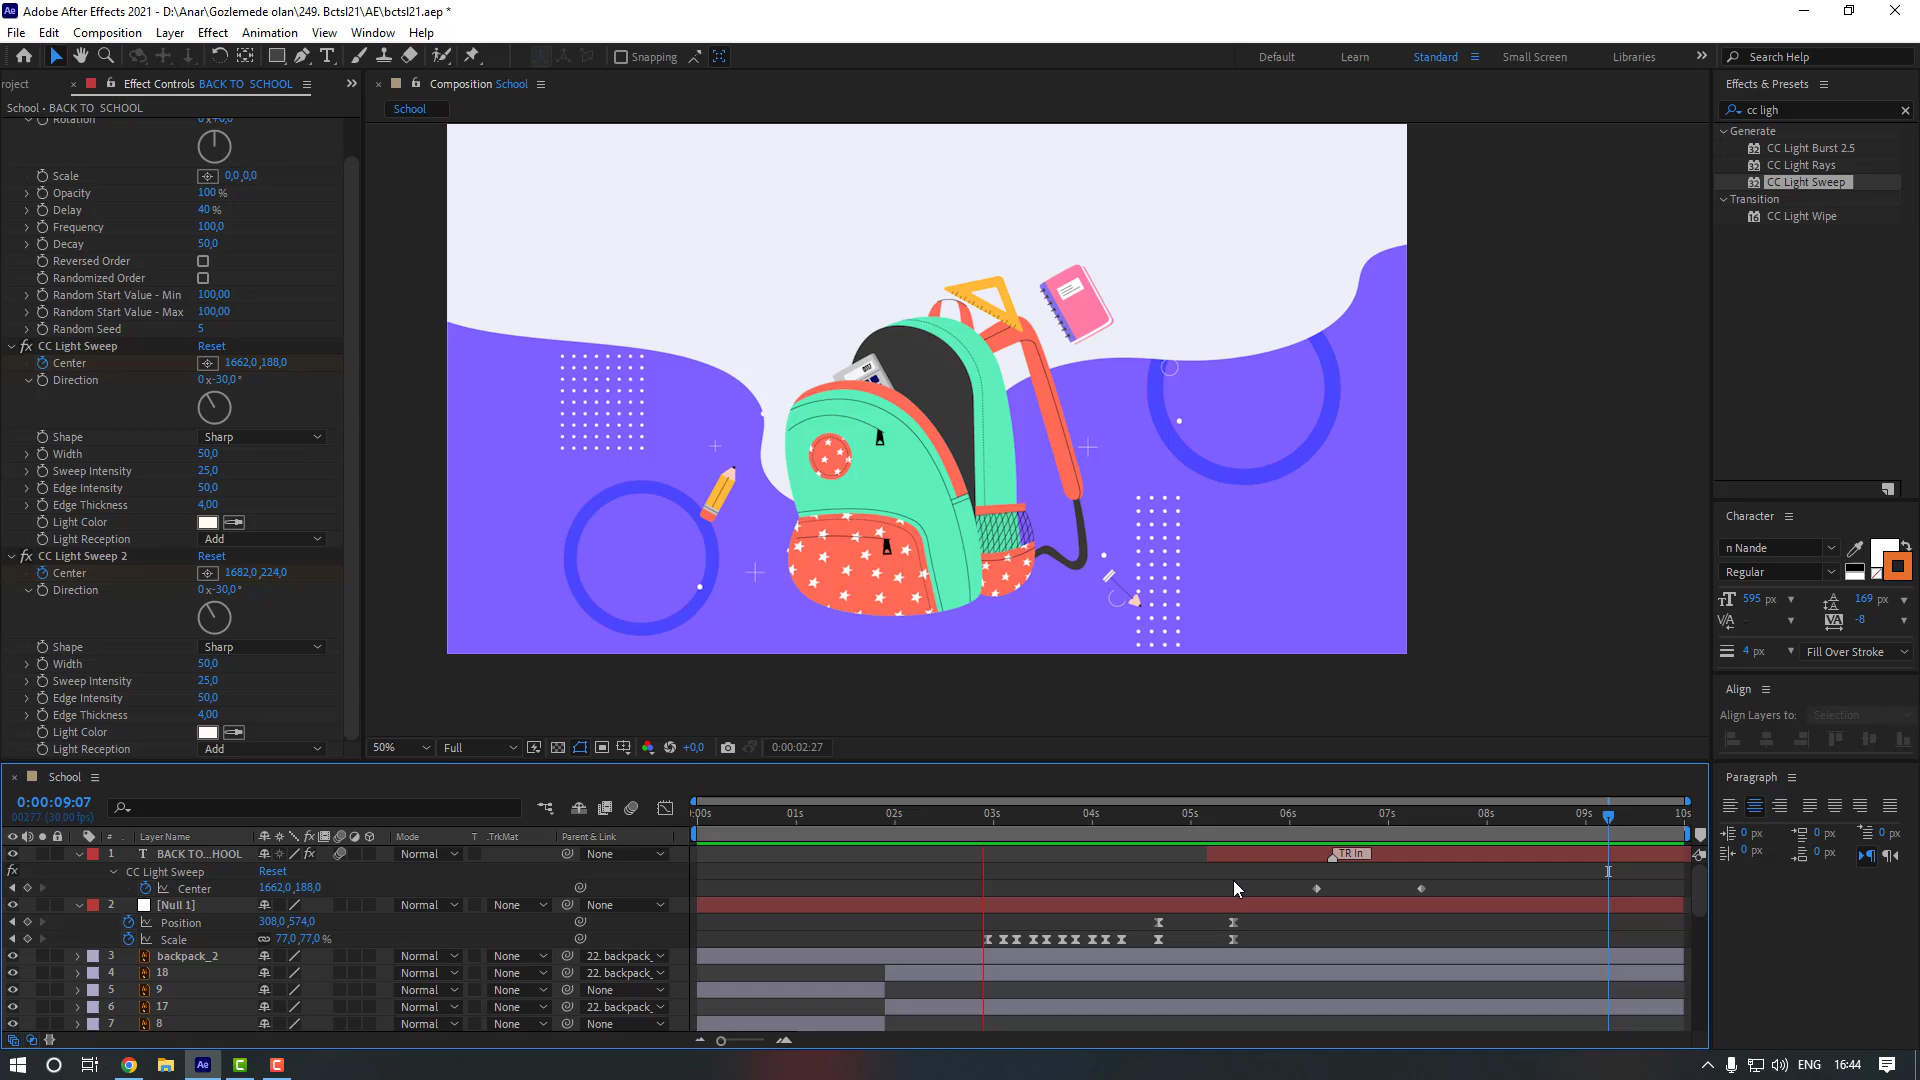 Adobe After Effects 2021 - D:\Anar\Gozlemede olan\249. Bctsl21\AE\bctsl21.aep *
File Edit Composition Layer Effect Animation View Window Help
Snapping
Default Learn Standard Small Screen Libraries
Search Help
roject Effect Controls BACK TO SCHOOL
Composition School
Effects & Presets
School • BACK TO SCHOOL
School
cc ligh
Rotation 0x+0,0°
Generate
CC Light Burst 2.5
CC Light Rays
Scale 0,0,0,0
CC Light Sweep
Opacity 100 %
Transition
Delay 40 %
CC Light Wipe
Frequency 100,0
Decay 50,0
Reversed Order
Randomized Order
Random Start Value - Min 100,00
Random Start Value - Max 100,00
Random Seed 5
CC Light Sweep Reset
Center 1662,0,188,0
Direction 0x-30,0°
Shape Sharp
Width 50,0
Sweep Intensity 25,0
Edge Intensity 50,0
Edge Thickness 4,00
Light Color
Light Reception Add
CC Light Sweep 2 Reset
Center 1682,0,224,0
Direction 0x-30,0°
Shape Sharp
Width 50,0
Sweep Intensity 25,0
Edge Intensity 50,0
Edge Thickness 4,00
Light Color
Light Reception Add
Character
n Nande
Regular
595 px 169 px
- -8
4 px Fill Over Stroke
Align
Align Layers to: Selection
50% Full +0,0 0:00:02:27
Paragraph
0 px 0 px 0 px
0 px 0 px
School
0:00:09:07
00277 (30.00 fps)
:00s 01s 02s 03s 04s 05s 06s 07s 08s 09s 10s
# Layer Name Mode T .TrkMat Parent & Link
1 T BACK TO...HOOL Normal None TR In
CC Light Sweep Reset
Center 1662,0,188,0
2 [Null 1] Normal None None
Position 308,0,574,0
Scale 77,0,77,0 %
3 backpack_2 Normal None 22. backpack_
4 18 Normal None 22. backpack_
5 9 Normal None None
6 17 Normal None 22. backpack_
7 8 Normal None None
ENG 16:44